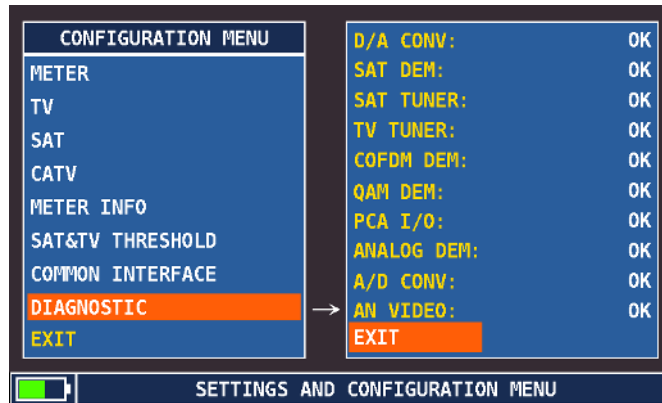 CONFIGURATION MENU
METER
TV
SAT
CATV
METER INFO
SAT&TV THRESHOLD
COMMON INTERFACE
DIAGNOSTIC →
EXIT
D/A CONV: OK
SAT DEM: OK
SAT TUNER: OK
TV TUNER: OK
COFDM DEM: OK
QAM DEM: OK
PCA I/O: OK
ANALOG DEM: OK
A/D CONV: OK
AN VIDEO: OK
EXIT
SETTINGS AND CONFIGURATION MENU